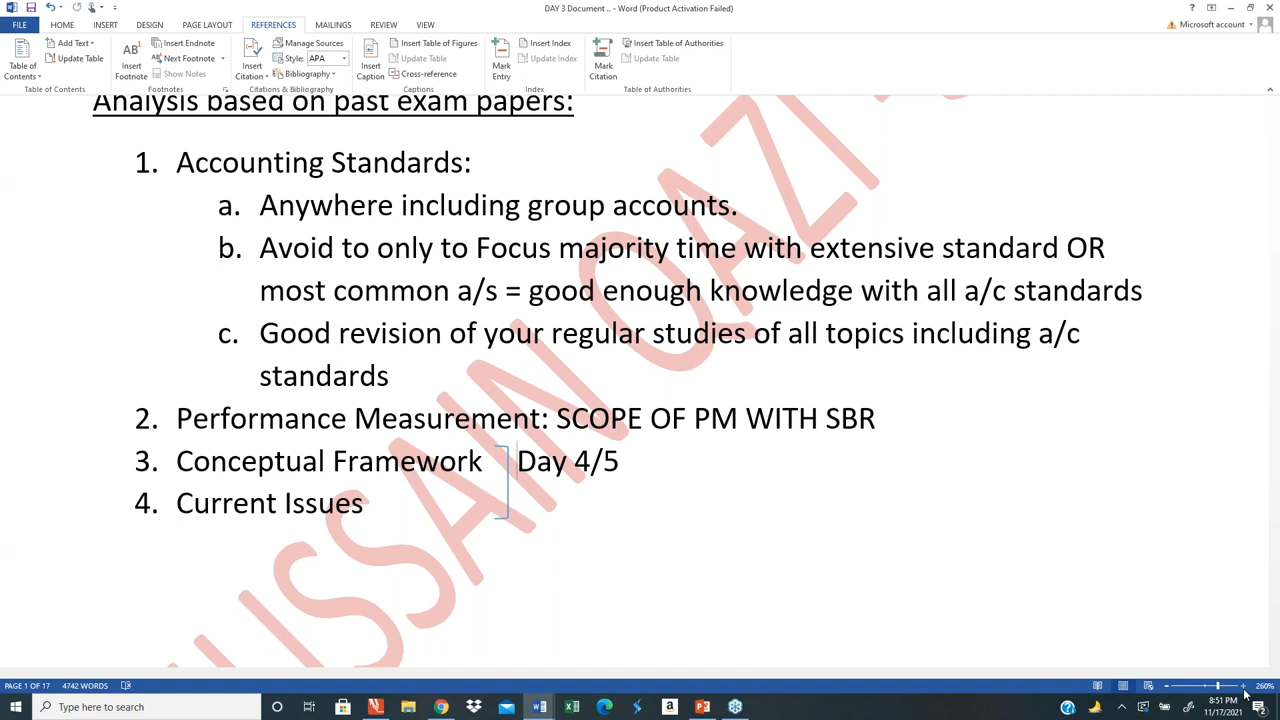 DAY 3 Document .. - Word (Product Activation Failed)
FILE HOME INSERT DESIGN PAGE LAYOUT REFERENCES MAILINGS REVIEW VIEW Microsoft account
Table of Contents
Add Text
Update Table
Table of Contents
AB¹ Insert Footnote
Insert Endnote
Next Footnote
Show Notes
Footnotes
Insert Citation
Manage Sources
Style: APA
Bibliography
Citations & Bibliography
Insert Caption
Insert Table of Figures
Update Table
Cross-reference
Captions
Mark Entry
Insert Index
Update Index
Index
Mark Citation
Insert Table of Authorities
Update Table
Table of Authorities
Analysis based on past exam papers:
1. Accounting Standards:
a. Anywhere including group accounts.
b. Avoid to only to Focus majority time with extensive standard OR
most common a/s = good enough knowledge with all a/c standards
c. Good revision of your regular studies of all topics including a/c
standards
2. Performance Measurement: SCOPE OF PM WITH SBR
3. Conceptual Framework Day 4/5
4. Current Issues
USSAIN QAZI
PAGE 1 OF 17 4742 WORDS 260%
Type here to search
8:51 PM
11/17/2021
2